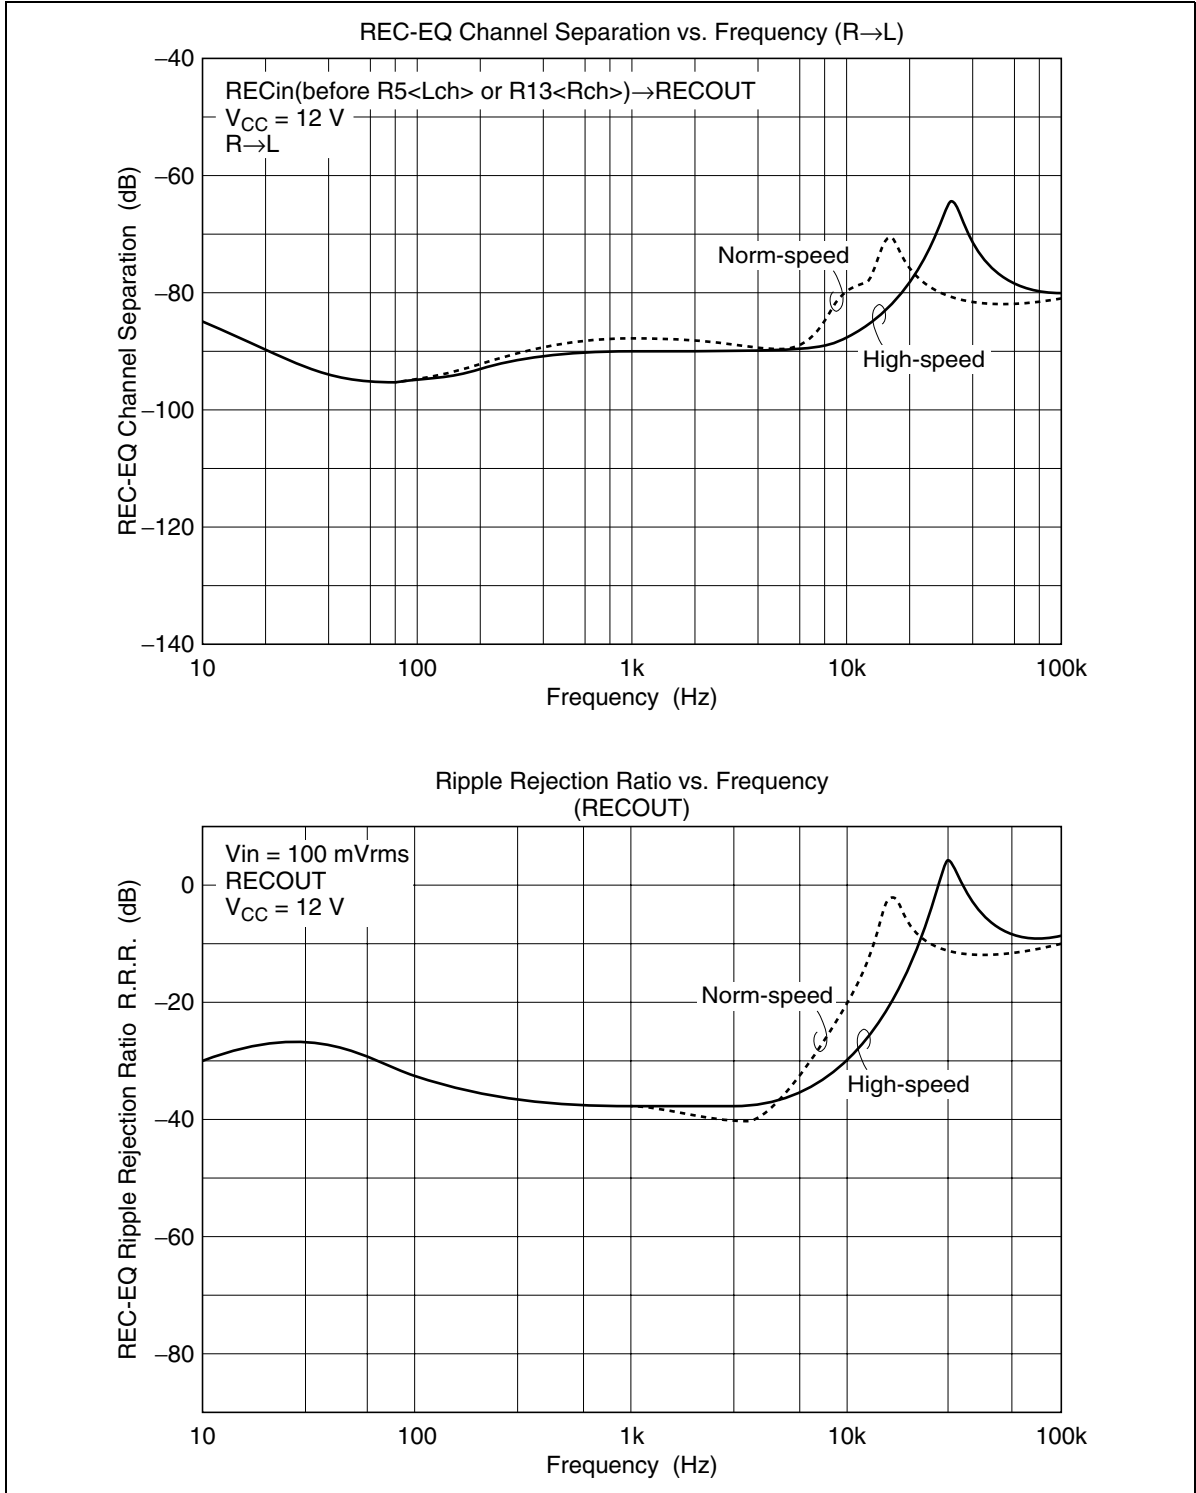 REC-EQ Channel Separation vs. Frequency (R→L)
−40
RECin(before R5<Lch> or R13<Rch>)→RECOUT
VCC = 12 V
R→L
−60
Norm-speed
−80
High-speed
−100
−120
−140
REC-EQ Channel Separation (dB)
10 100 1k 10k 100k
Frequency (Hz)
Ripple Rejection Ratio vs. Frequency
(RECOUT)
Vin = 100 mVrms
RECOUT
VCC = 12 V
0
−20
Norm-speed
High-speed
−40
−60
−80
REC-EQ Ripple Rejection Ratio R.R.R. (dB)
10 100 1k 10k 100k
Frequency (Hz)